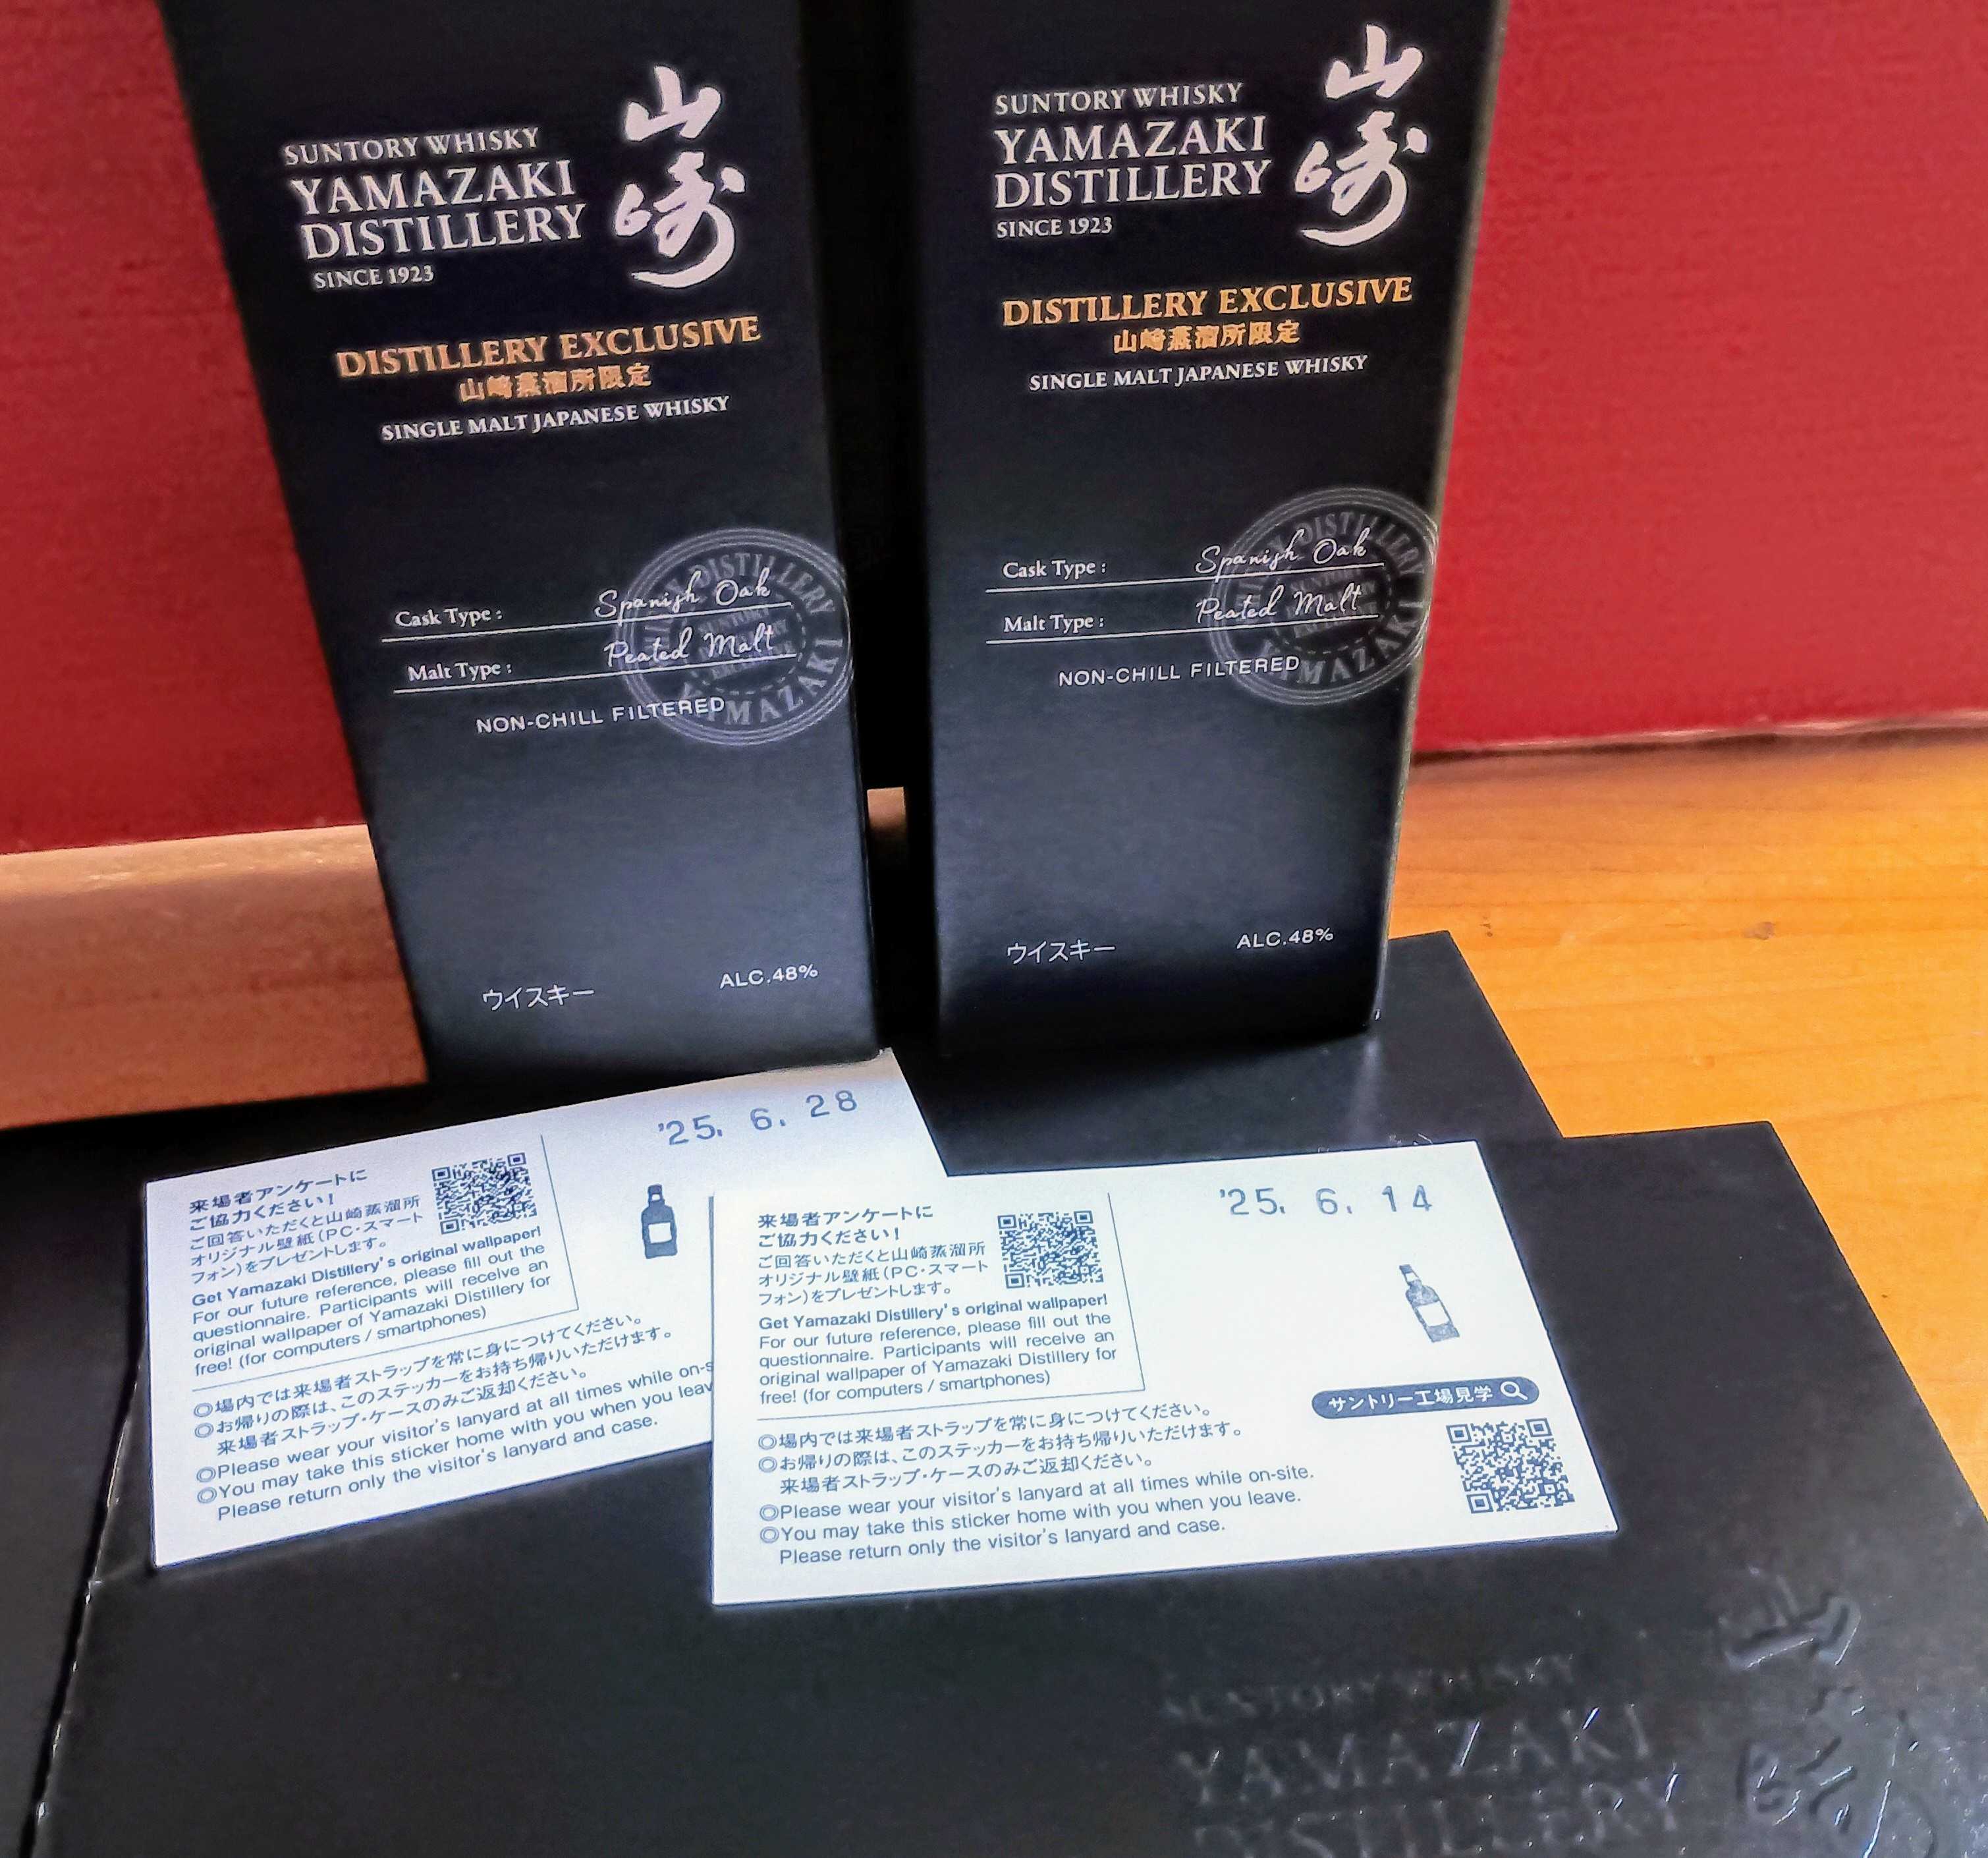 SUNTORY WHISKY
YAMAZAKI
DISTILLERY
SINCE 1923
山崎
DISTILLERY EXCLUSIVE
山崎蒸溜所限定
SINGLE MALT JAPANESE WHISKY
Cask Type : Spanish Oak
Malt Type : Peated Malt
NON-CHILL FILTERED
DISTILLERY
YAMAZAKI
ウイスキー
ALC.48%
SUNTORY WHISKY
YAMAZAKI
DISTILLERY
SINCE 1923
山崎
DISTILLERY EXCLUSIVE
山崎蒸溜所限定
SINGLE MALT JAPANESE WHISKY
Cask Type : Spanish Oak
Malt Type : Peated Malt
NON-CHILL FILTERED
DISTILLERY
YAMAZAKI
ウイスキー
ALC.48%
'25. 6. 28
来場者アンケートに
ご協力ください!
ご回答いただくと山崎蒸溜所
オリジナル壁紙(PC・スマート
フォン)をプレゼントします。
Get Yamazaki Distillery's original wallpaper!
For our future reference, please fill out the
questionnaire. Participants will receive an
original wallpaper of Yamazaki Distillery for
free! (for computers / smartphones)
◎場内では来場者ストラップを常に身につけてください。
◎お帰りの際は、このステッカーをお持ち帰りいただけます。
来場者ストラップ・ケースのみご返却ください。
◎Please wear your visitor's lanyard at all times while on-s
◎You may take this sticker home with you when you leav
Please return only the visitor's lanyard and case.
'25. 6. 14
来場者アンケートに
ご協力ください!
ご回答いただくと山崎蒸溜所
オリジナル壁紙(PC・スマート
フォン)をプレゼントします。
Get Yamazaki Distillery's original wallpaper!
For our future reference, please fill out the
questionnaire. Participants will receive an
original wallpaper of Yamazaki Distillery for
free! (for computers / smartphones)
サントリー工場見学
◎場内では来場者ストラップを常に身につけてください。
◎お帰りの際は、このステッカーをお持ち帰りいただけます。
来場者ストラップ・ケースのみご返却ください。
◎Please wear your visitor's lanyard at all times while on-site.
◎You may take this sticker home with you when you leave.
Please return only the visitor's lanyard and case.
SUNTORY WHISKY
YAMAZAKI
DISTILLERY
山崎